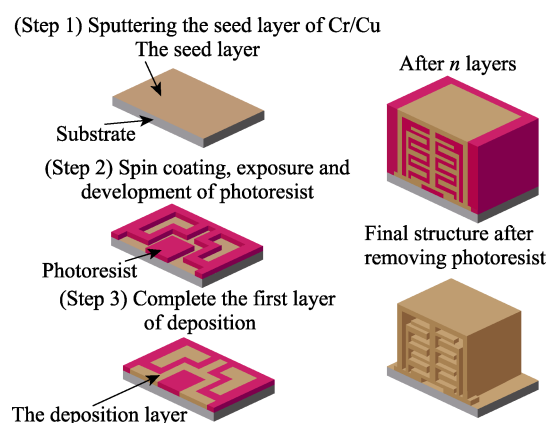 (Step 1) Sputtering the seed layer of Cr/Cu
The seed layer
Substrate
(Step 2) Spin coating, exposure and
development of photoresist
Photoresist
(Step 3) Complete the first layer
of deposition
The deposition layer
After n layers
Final structure after
removing photoresist